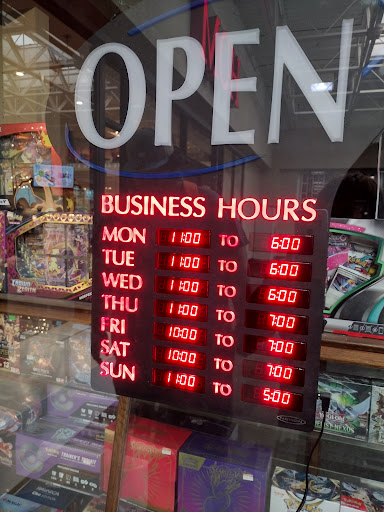 OPEN
BUSINESS HOURS
MON 11:00 TO 6:00
TUE 11:00 TO 6:00
WED 11:00 TO 6:00
THU 11:00 TO 7:00
FRI 10:00 TO 7:00
SAT 10:00 TO 7:00
SUN 11:00 TO 5:00